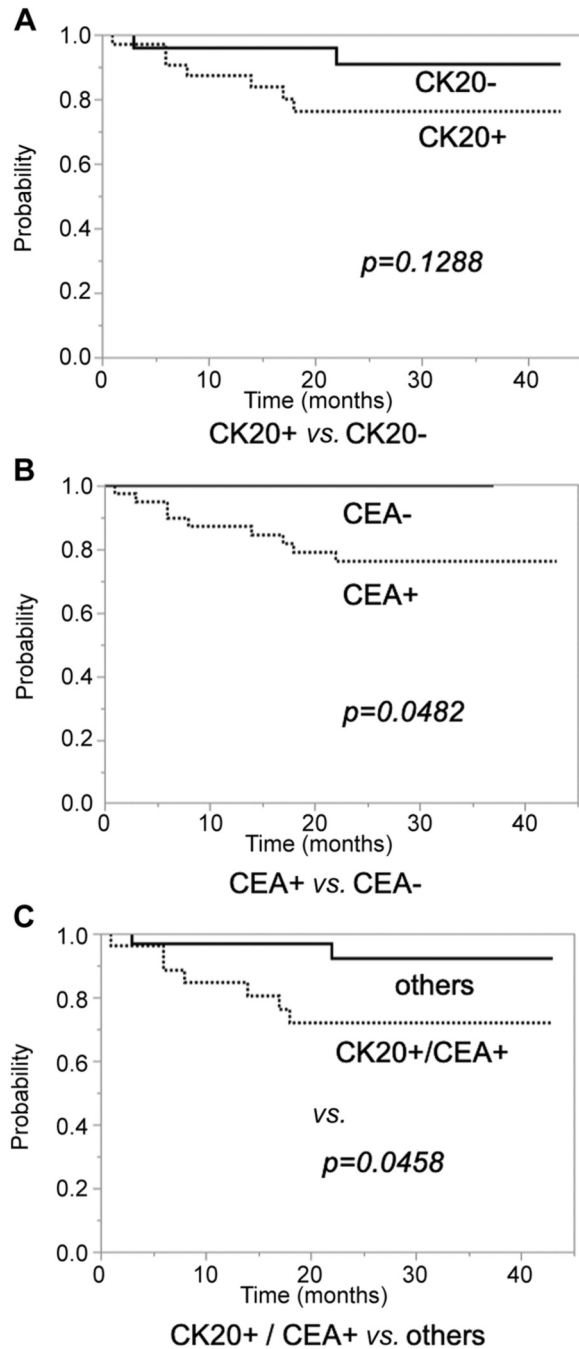 A
1.0
0.8
0.6
0.4
0.2
0.0
Probability
CK20-
CK20+
p=0.1288
0 10 20 30 40
Time (months)
CK20+ vs. CK20-
B
1.0
0.8
0.6
0.4
0.2
0.0
Probability
CEA-
CEA+
p=0.0482
10 20 30 40
Time (months)
CEA+ vs. CEA-
C
1.0
0.8
0.6
0.4
0.2
0.0
Probability
others
CK20+/CEA+
vs.
p=0.0458
0 10 20 30 40
Time (months)
CK20+ / CEA+ vs. others